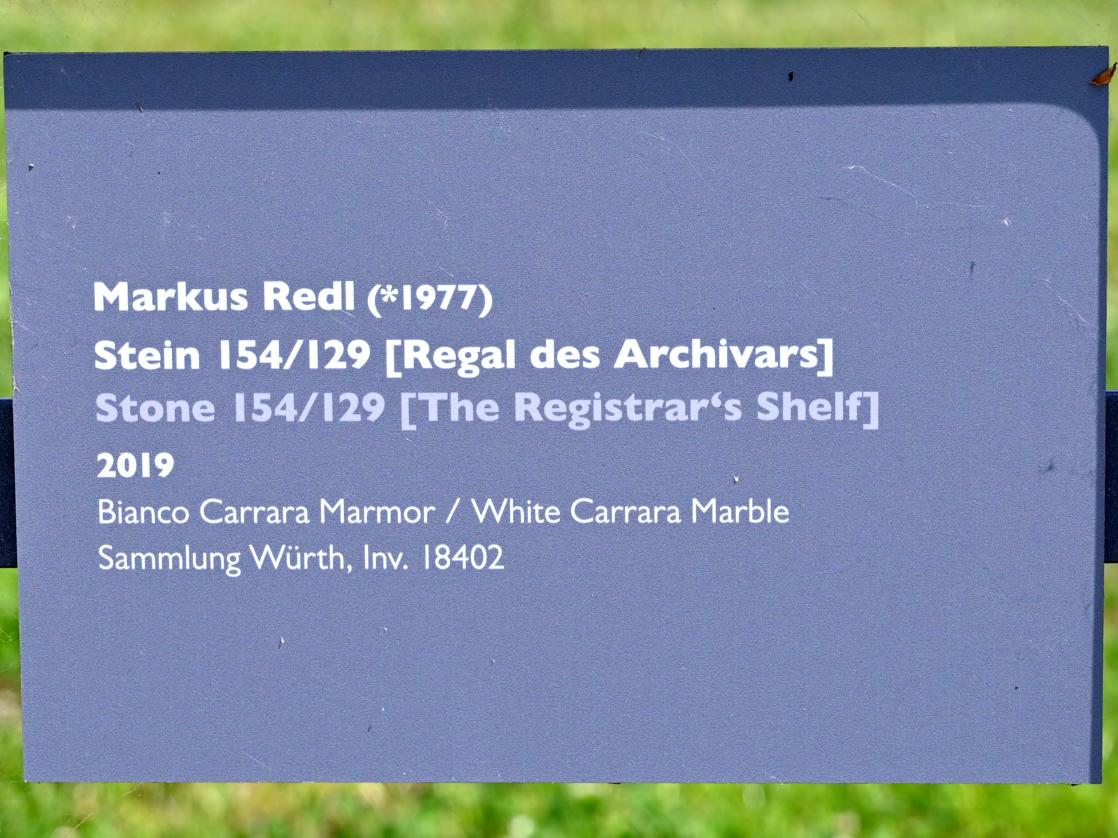 Markus Redl (*1977)
Stein 154/129 [Regal des Archivars]
Stone 154/129 [The Registrar‘s Shelf]
2019
Bianco Carrara Marmor / White Carrara Marble
Sammlung Würth, Inv. 18402